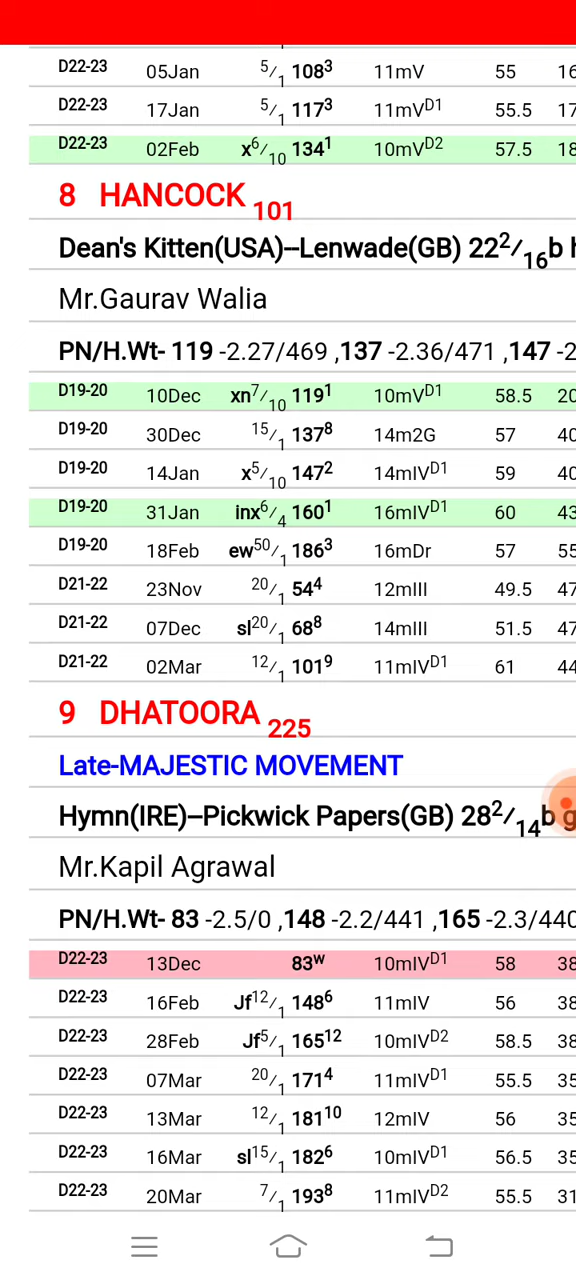 D22-23 05Jan 5/1 108³ 11mV 55 16
D22-23 17Jan 5/1 117³ 11mVD1 55.5 17
D22-23 02Feb x6/10 134¹ 10mVD2 57.5 18
8 HANCOCK 101
Dean's Kitten(USA)--Lenwade(GB) 22²/16b h
Mr.Gaurav Walia
PN/H.Wt- 119 -2.27/469 ,137 -2.36/471 ,147 -2
D19-20 10Dec xn7/10 119¹ 10mVD1 58.5 20
D19-20 30Dec 15/1 137⁸ 14m2G 57 40
D19-20 14Jan x5/10 147² 14mIVD1 59 40
D19-20 31Jan inx6/4 160¹ 16mIVD1 60 43
D19-20 18Feb ew50/1 186³ 16mDr 57 55
D21-22 23Nov 20/1 54⁴ 12mIII 49.5 47
D21-22 07Dec sl20/1 68⁸ 14mIII 51.5 47
D21-22 02Mar 12/1 101⁹ 11mIVD1 61 44
9 DHATOORA 225
Late-MAJESTIC MOVEMENT
Hymn(IRE)--Pickwick Papers(GB) 28²/14b g
Mr.Kapil Agrawal
PN/H.Wt- 83 -2.5/0 ,148 -2.2/441 ,165 -2.3/440
D22-23 13Dec 83ʷ 10mIVD1 58 38
D22-23 16Feb Jf12/1 148⁶ 11mIV 56 38
D22-23 28Feb Jf5/1 165¹² 10mIVD2 58.5 38
D22-23 07Mar 20/1 171⁴ 11mIVD1 55.5 35
D22-23 13Mar 12/1 181¹⁰ 12mIV 56 35
D22-23 16Mar sl15/1 182⁶ 10mIVD1 56.5 35
D22-23 20Mar 7/1 193⁸ 11mIVD2 55.5 31